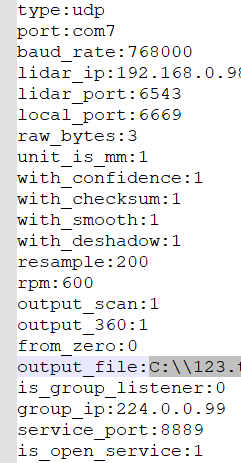 type:udp
port:com7
baud_rate:768000
lidar_ip:192.168.0.98
lidar_port:6543
local_port:6669
raw_bytes:3
unit_is_mm:1
with_confidence:1
with_checksum:1
with_smooth:1
with_deshadow:1
resample:200
rpm:600
output_scan:1
output_360:1
from_zero:0
output_file:C:\\123.
is_group_listener:0
group_ip:224.0.0.99
service_port:8889
is_open_service:1